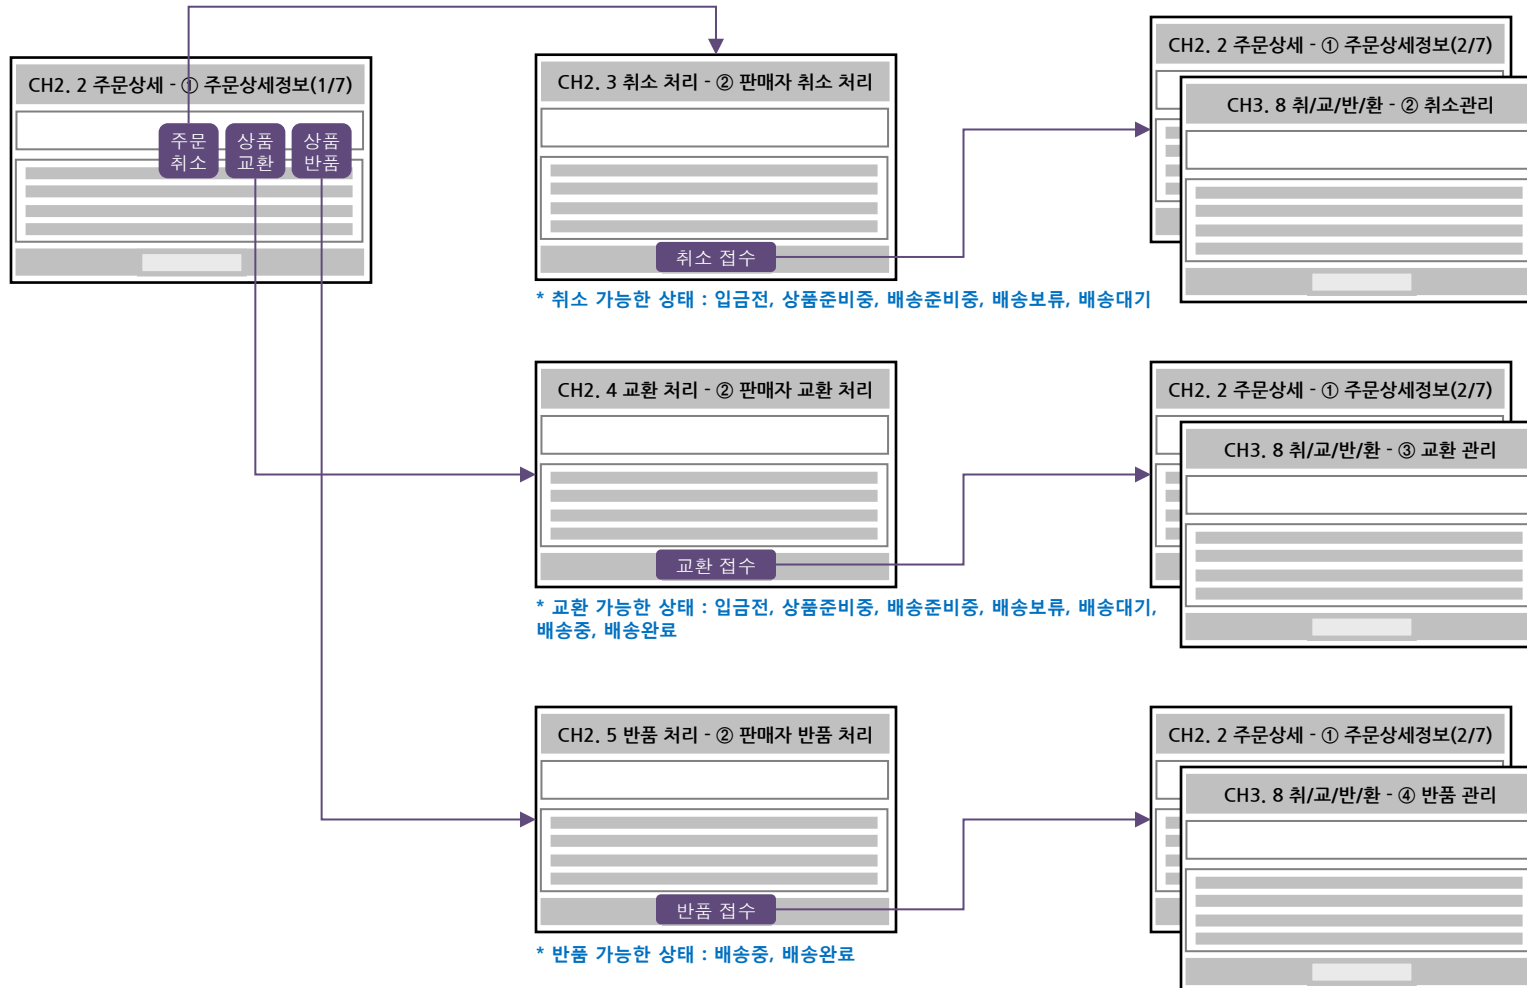 CH2. 2 주문상세 - ① 주문상세정보(1/7)
주문
취소
상품
교환
상품
반품
CH2. 3 취소 처리 - ② 판매자 취소 처리
취소 접수
* 취소 가능한 상태 : 입금전, 상품준비중, 배송준비중, 배송보류, 배송대기
CH2. 2 주문상세 - ① 주문상세정보(2/7)
CH3. 8 취/교/반/환 - ② 취소관리
CH2. 4 교환 처리 - ② 판매자 교환 처리
교환 접수
* 교환 가능한 상태 : 입금전, 상품준비중, 배송준비중, 배송보류, 배송대기,
배송중, 배송완료
CH2. 2 주문상세 - ① 주문상세정보(2/7)
CH3. 8 취/교/반/환 - ③ 교환 관리
CH2. 5 반품 처리 - ② 판매자 반품 처리
반품 접수
* 반품 가능한 상태 : 배송중, 배송완료
CH2. 2 주문상세 - ① 주문상세정보(2/7)
CH3. 8 취/교/반/환 - ④ 반품 관리